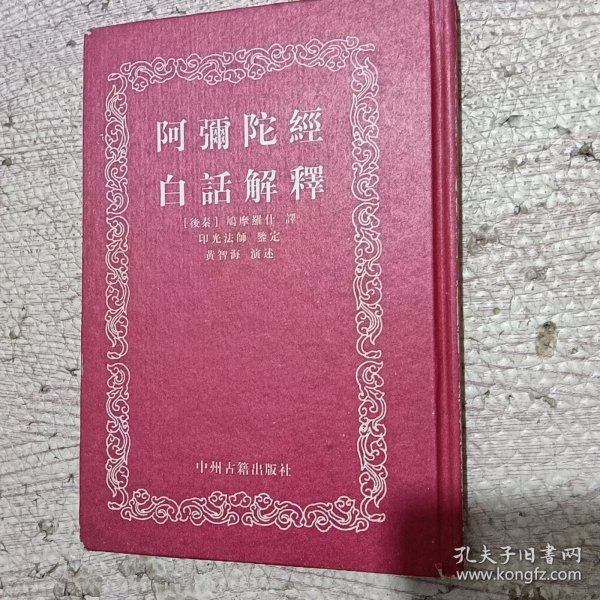 阿彌陀經
白話解釋
[後秦] 鳩摩羅什 譯
印光法師 鑒定
黃智海 演述
中州古籍出版社
孔夫子旧书网
www.kongfz.com